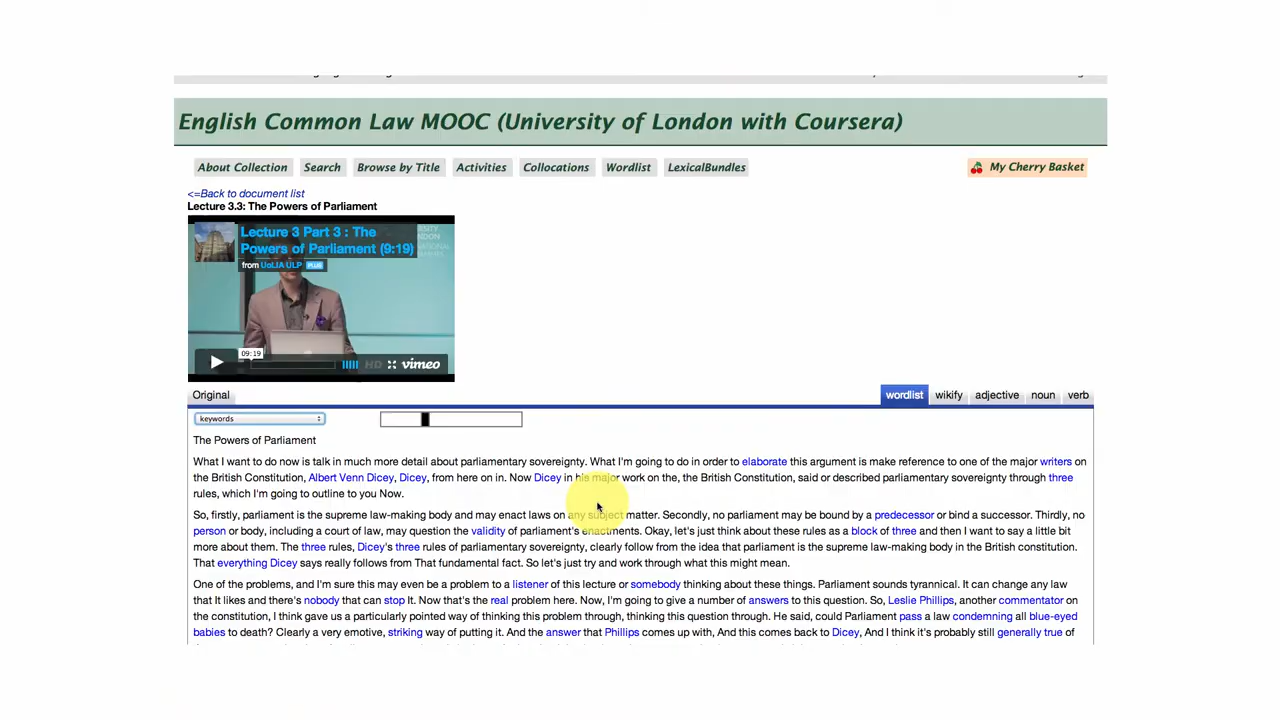 English Common Law MOOC (University of London with Coursera)
About Collection Search Browse by Title Activities Collocations Wordlist LexicalBundles My Cherry Basket
<=Back to document list
Lecture 3.3: The Powers of Parliament
Lecture 3 Part 3 : The
Powers of Parliament (9:19)
from UoLIA ULP PLUS
09:19
HD vimeo
Original wordlist wikify adjective noun verb
keywords
The Powers of Parliament
What I want to do now is talk in much more detail about parliamentary sovereignty. What I'm going to do in order to elaborate this argument is make reference to one of the major writers on
the British Constitution, Albert Venn Dicey, Dicey, from here on in. Now Dicey in his major work on the, the British Constitution, said or described parliamentary sovereignty through three
rules, which I'm going to outline to you Now.
So, firstly, parliament is the supreme law-making body and may enact laws on any subject matter. Secondly, no parliament may be bound by a predecessor or bind a successor. Thirdly, no
person or body, including a court of law, may question the validity of parliament's enactments. Okay, let's just think about these rules as a block of three and then I want to say a little bit
more about them. The three rules, Dicey's three rules of parliamentary sovereignty, clearly follow from the idea that parliament is the supreme law-making body in the British constitution.
That everything Dicey says really follows from That fundamental fact. So let's just try and work through what this might mean.
One of the problems, and I'm sure this may even be a problem to a listener of this lecture or somebody thinking about these things. Parliament sounds tyrannical. It can change any law
that It likes and there's nobody that can stop It. Now that's the real problem here. Now, I'm going to give a number of answers to this question. So, Leslie Phillips, another commentator on
the constitution, I think gave us a particularly pointed way of thinking this problem through, thinking this question through. He said, could Parliament pass a law condemning all blue-eyed
babies to death? Clearly a very emotive, striking way of putting it. And the answer that Phillips comes up with, And this comes back to Dicey, And I think it's probably still generally true of